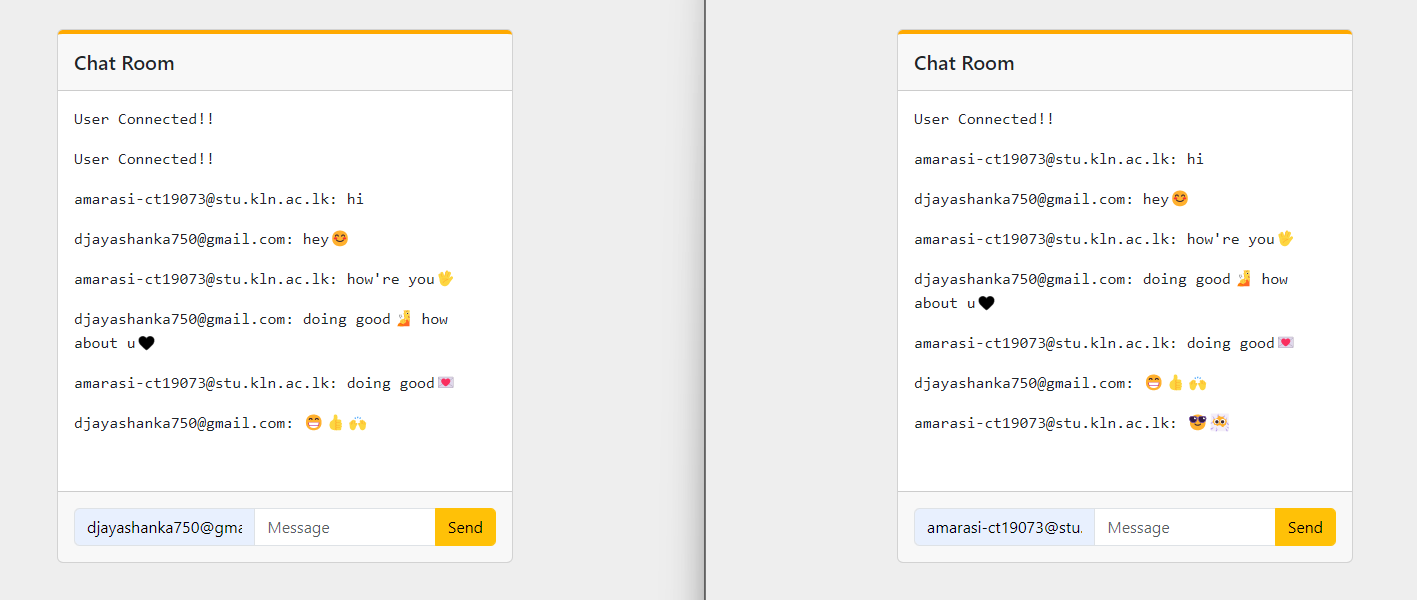 Chat Room
User Connected!!
User Connected!!
amarasi-ct19073@stu.kln.ac.lk: hi
djayashanka750@gmail.com: hey😊
amarasi-ct19073@stu.kln.ac.lk: how're you🖖
djayashanka750@gmail.com: doing good🤹 how
about u🖤
amarasi-ct19073@stu.kln.ac.lk: doing good💌
djayashanka750@gmail.com: 😁👍🙌
djayashanka750@gma
Message
Send
Chat Room
User Connected!!
amarasi-ct19073@stu.kln.ac.lk: hi
djayashanka750@gmail.com: hey😊
amarasi-ct19073@stu.kln.ac.lk: how're you🖖
djayashanka750@gmail.com: doing good🤹 how
about u🖤
amarasi-ct19073@stu.kln.ac.lk: doing good💌
djayashanka750@gmail.com: 😁👍🙌
amarasi-ct19073@stu.kln.ac.lk: 😎😺
amarasi-ct19073@stu.
Message
Send